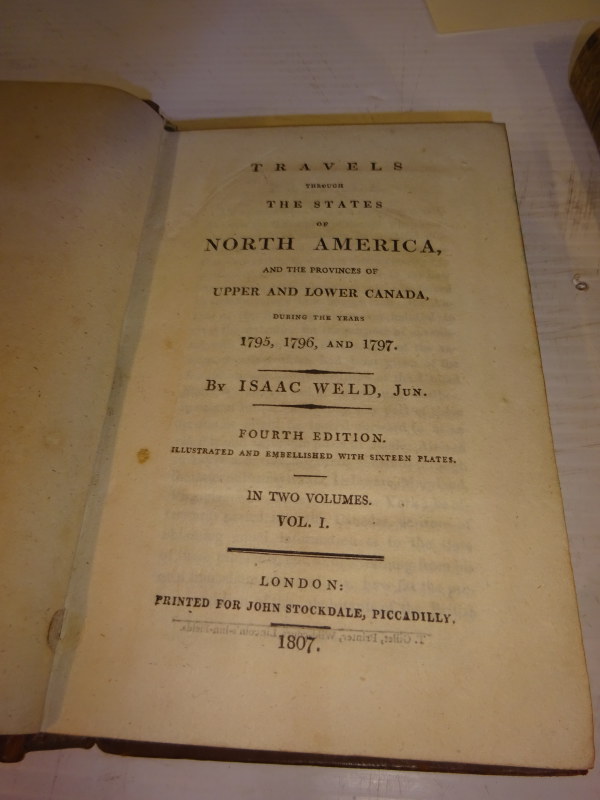 TRAVELS
THROUGH
THE STATES
OF
NORTH AMERICA,
AND THE PROVINCES OF
UPPER AND LOWER CANADA,
DURING THE YEARS
1795, 1796, AND 1797.
BY ISAAC WELD, JUN.
FOURTH EDITION.
ILLUSTRATED AND EMBELLISHED WITH SIXTEEN PLATES.
IN TWO VOLUMES.
VOL. I.
LONDON:
PRINTED FOR JOHN STOCKDALE, PICCADILLY.
1807.